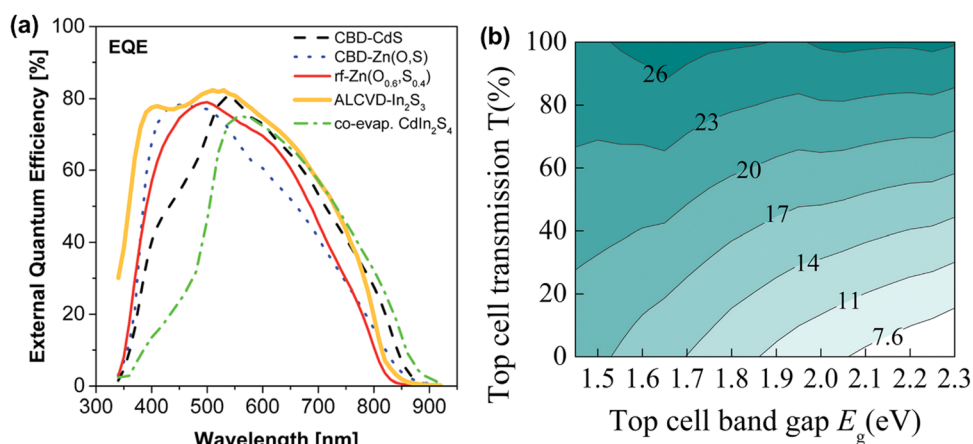 (a)
EQE
CBD-CdS
CBD-Zn(O,S)
rf-Zn(O0.6,S0.4)
ALCVD-In2S3
co-evap. CdIn2S4
External Quantum Efficiency [%]
100
80
60
40
20
0
300 400 500 600 700 800 900
Wavelength [nm]
(b)
Top cell transmission T(%)
100
80
60
40
20
0
26
23
20
17
14
11
7.6
1.5 1.6 1.7 1.8 1.9 2.0 2.1 2.2 2.3
Top cell band gap Eg(eV)